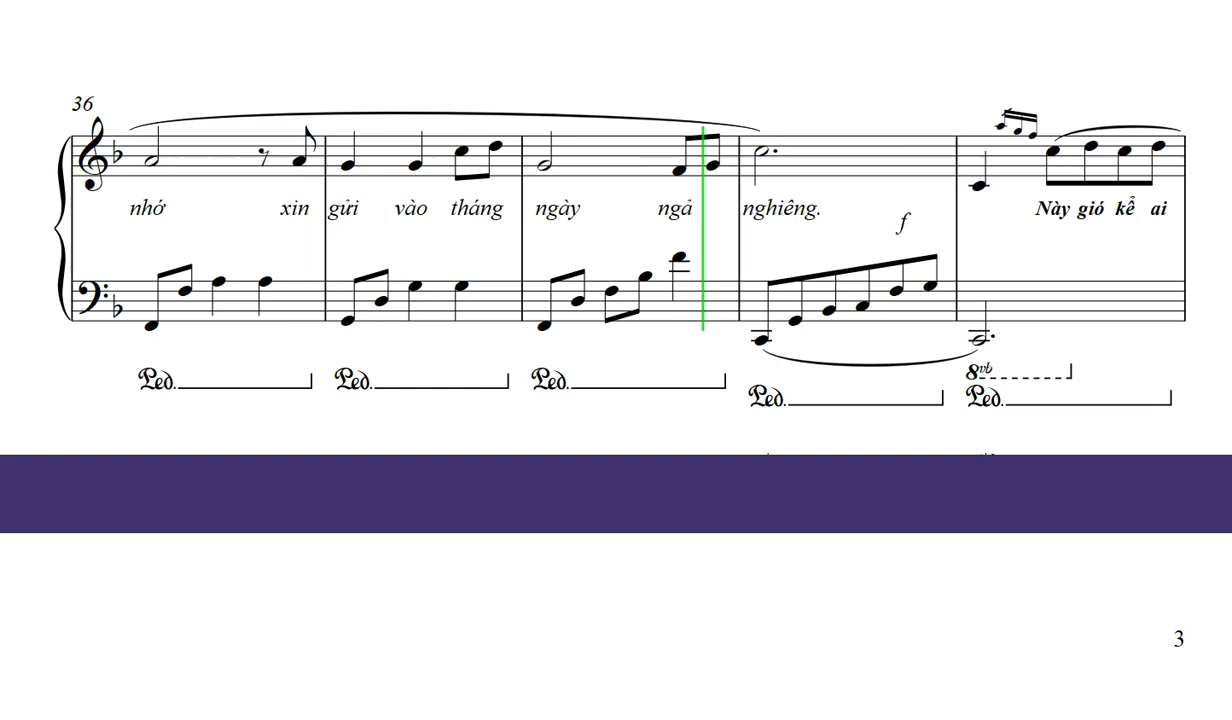 36
nhớ xin gửi vào tháng ngày ngả nghiêng. Này gió kể ai
f
8vb
Ped. Ped. Ped. Ped. Ped.
3